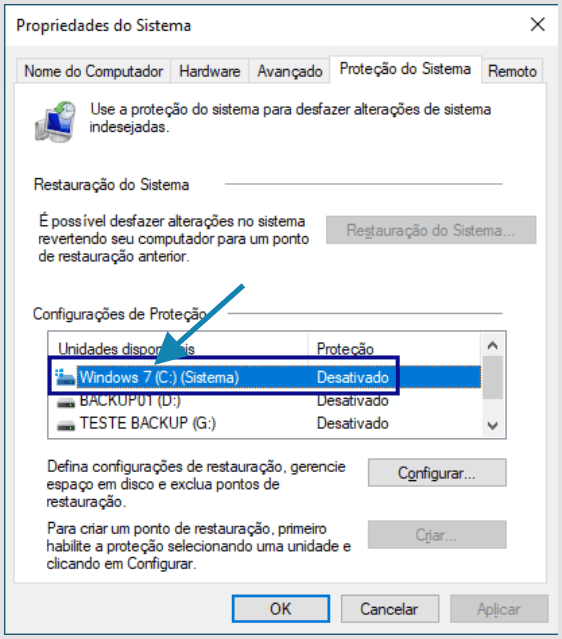 Propriedades do Sistema
Nome do Computador Hardware Avançado Proteção do Sistema Remoto
Use a proteção do sistema para desfazer alterações de sistema
indesejadas.
Restauração do Sistema
É possível desfazer alterações no sistema
revertendo seu computador para um ponto
de restauração anterior.
Restauração do Sistema...
Configurações de Proteção
Unidades disponíveis Proteção
Windows 7 (C:) (Sistema) Desativado
BACKUP01 (D:) Desativado
TESTE BACKUP (G:) Desativado
Defina configurações de restauração, gerencie
espaço em disco e exclua pontos de
restauração.
Configurar...
Para criar um ponto de restauração, primeiro
habilite a proteção selecionando uma unidade e
clicando em Configurar.
Criar...
OK Cancelar Aplicar